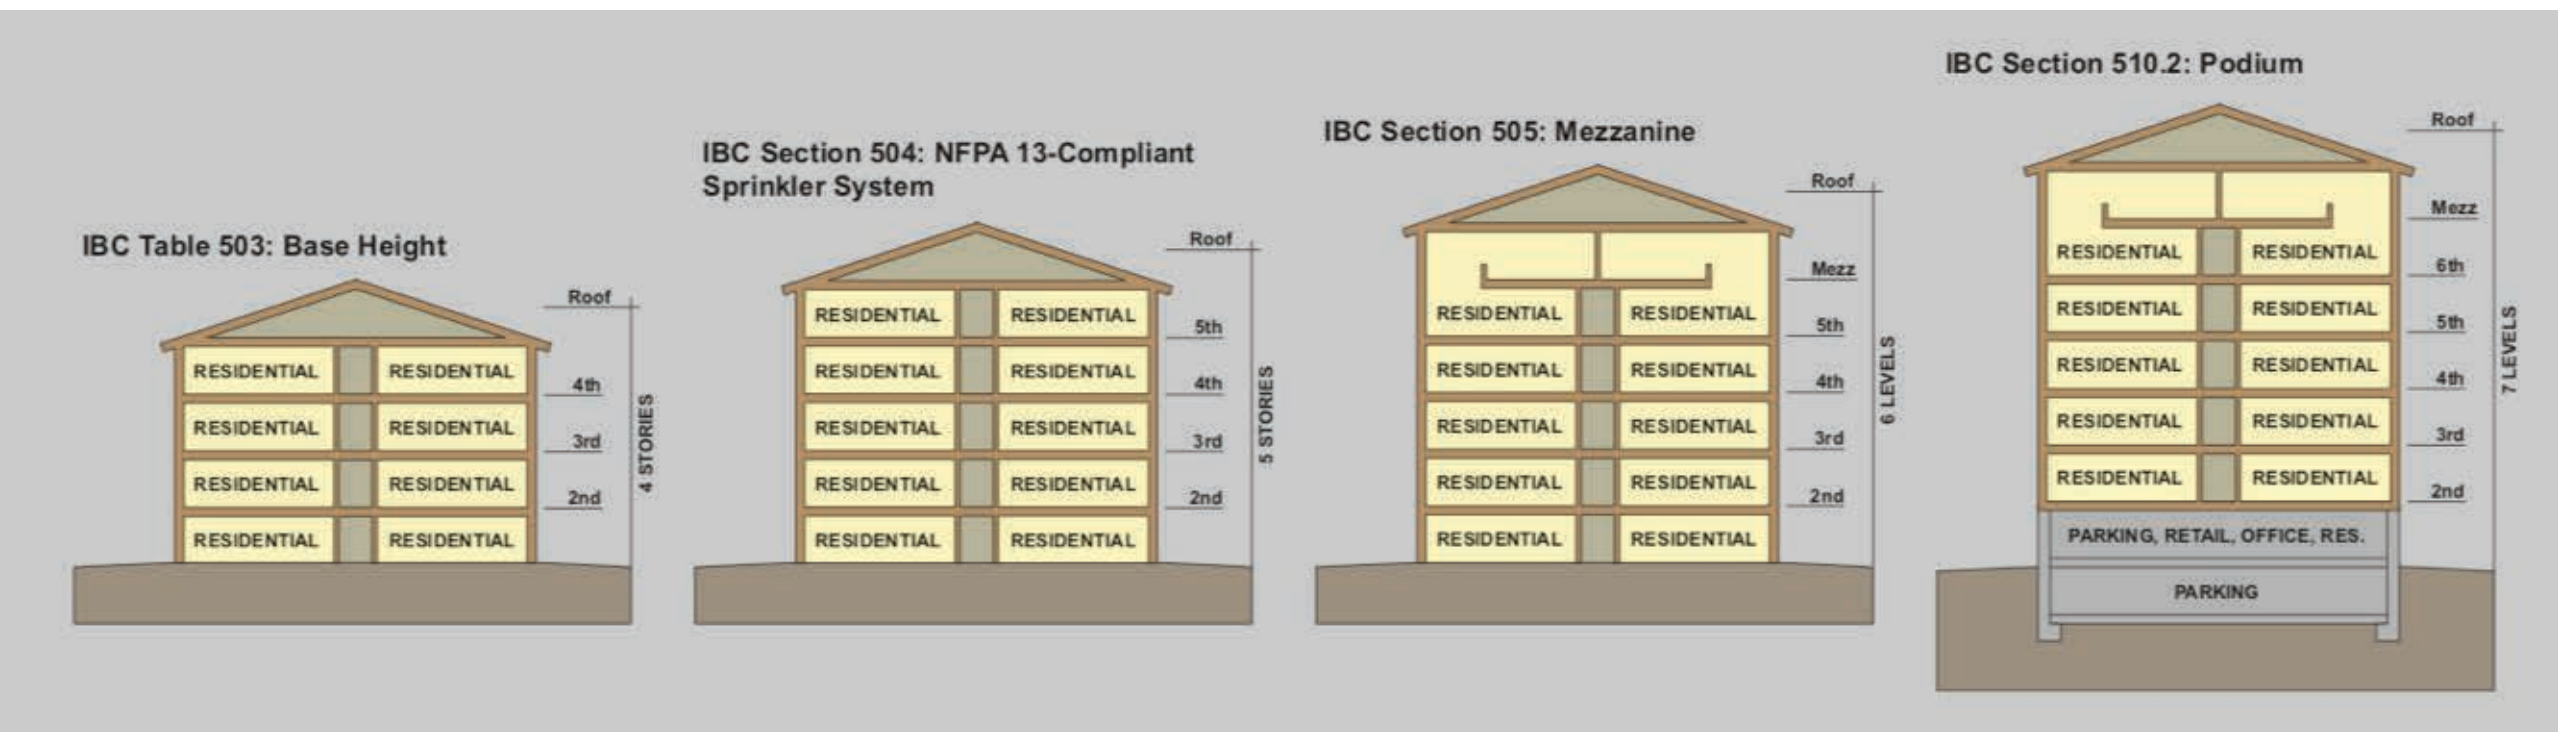 IBC Table 503: Base Height
Roof
RESIDENTIAL RESIDENTIAL
4th
RESIDENTIAL RESIDENTIAL
3rd
RESIDENTIAL RESIDENTIAL
2nd
RESIDENTIAL RESIDENTIAL
4 STORIES
IBC Section 504: NFPA 13-Compliant
Sprinkler System
Roof
RESIDENTIAL RESIDENTIAL
5th
RESIDENTIAL RESIDENTIAL
4th
RESIDENTIAL RESIDENTIAL
3rd
RESIDENTIAL RESIDENTIAL
2nd
RESIDENTIAL RESIDENTIAL
5 STORIES
IBC Section 505: Mezzanine
Roof
Mezz
RESIDENTIAL RESIDENTIAL
5th
RESIDENTIAL RESIDENTIAL
4th
RESIDENTIAL RESIDENTIAL
3rd
RESIDENTIAL RESIDENTIAL
2nd
RESIDENTIAL RESIDENTIAL
6 LEVELS
IBC Section 510.2: Podium
Roof
Mezz
RESIDENTIAL RESIDENTIAL
6th
RESIDENTIAL RESIDENTIAL
5th
RESIDENTIAL RESIDENTIAL
4th
RESIDENTIAL RESIDENTIAL
3rd
RESIDENTIAL RESIDENTIAL
2nd
PARKING, RETAIL, OFFICE, RES.
PARKING
7 LEVELS